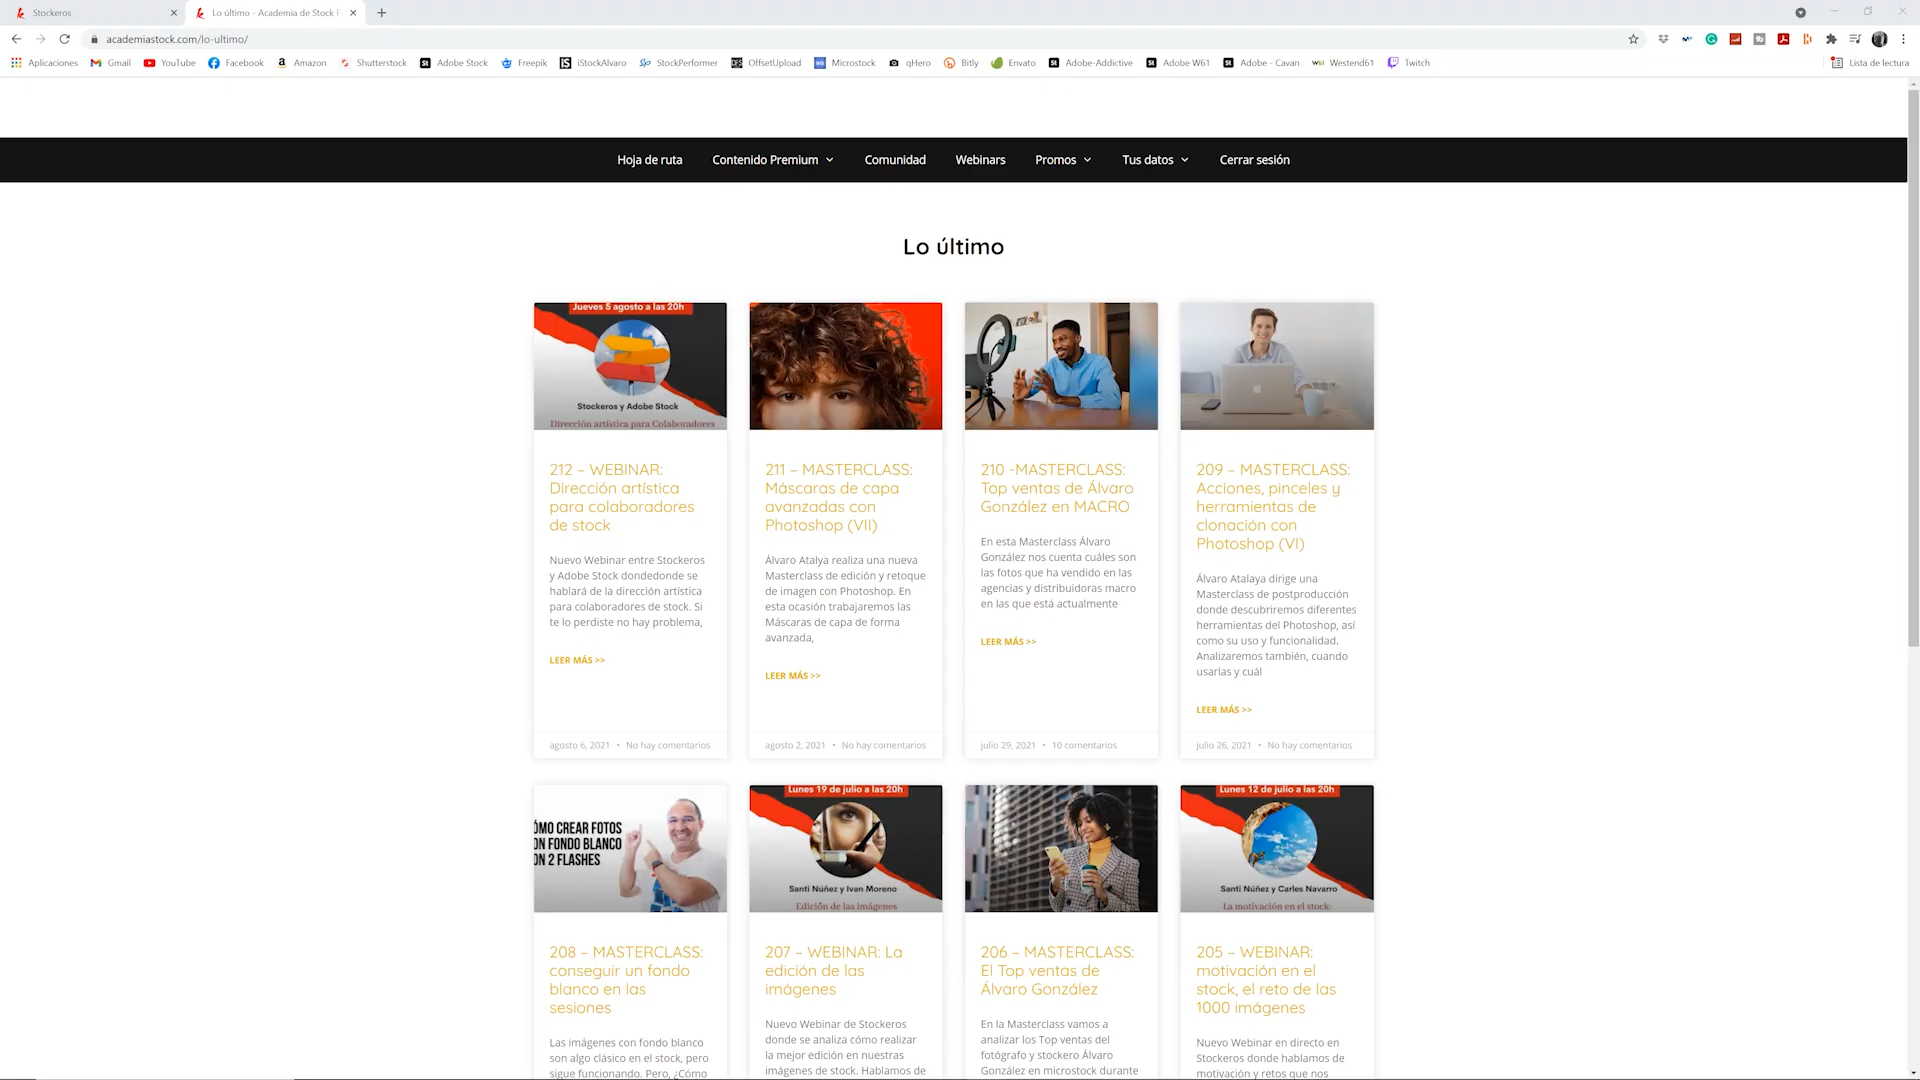 Stockeros
Lo último - Academia de Stock F
academiastock.com/lo-ultimo/
Aplicaciones
Gmail
YouTube
Facebook
Amazon
Shutterstock
Adobe Stock
Freepik
iStockAlvaro
StockPerformer
OffsetUpload
Microstock
qHero
Bitly
Envato
Adobe-Addictive
Adobe W61
Adobe - Cavan
Westend61
Twitch
Lista de lectura
Hoja de ruta
Contenido Premium
Comunidad
Webinars
Promos
Tus datos
Cerrar sesión
Lo último
Jueves 5 agosto a las 20h
Stockeros y Adobe Stock
Dirección artística para Colaboradores
212 – WEBINAR:
Dirección artística
para colaboradores
de stock
Nuevo Webinar entre Stockeros
y Adobe Stock dondedonde se
hablará de la dirección artística
para colaboradores de stock. Si
te lo perdiste no hay problema,
LEER MÁS >>
agosto 6, 2021 • No hay comentarios
211 – MASTERCLASS:
Máscaras de capa
avanzadas con
Photoshop (VII)
Álvaro Atalya realiza una nueva
Masterclass de edición y retoque
de imagen con Photoshop. En
esta ocasión trabajaremos las
Máscaras de capa de forma
avanzada,
LEER MÁS >>
agosto 2, 2021 • No hay comentarios
210 -MASTERCLASS:
Top ventas de Álvaro
González en MACRO
En esta Masterclass Álvaro
González nos cuenta cuáles son
las fotos que ha vendido en las
agencias y distribuidoras macro
en las que está actualmente
LEER MÁS >>
julio 29, 2021 • 10 comentarios
209 – MASTERCLASS:
Acciones, pinceles y
herramientas de
clonación con
Photoshop (VI)
Álvaro Atalaya dirige una
Masterclass de postproducción
donde descubriremos diferentes
herramientas del Photoshop, así
como su uso y funcionalidad.
Analizaremos también, cuando
usarlas y cuál
LEER MÁS >>
julio 26, 2021 • No hay comentarios
ÓMO CREAR FOTOS
ON FONDO BLANCO
ON 2 FLASHES
208 – MASTERCLASS:
conseguir un fondo
blanco en las
sesiones
Las imágenes con fondo blanco
son algo clásico en el stock, pero
sigue funcionando. Pero, ¿Cómo
Lunes 19 de julio a las 20h
Santi Núñez y Ivan Moreno
Edición de las imágenes
207 – WEBINAR: La
edición de las
imágenes
Nuevo Webinar de Stockeros
donde se analiza cómo realizar
la mejor edición en nuestras
imágenes de stock. Hablamos de
206 – MASTERCLASS:
El Top ventas de
Álvaro González
En la Masterclass vamos a
analizar los Top ventas del
fotógrafo y stockero Álvaro
González en microstock durante
Lunes 12 de julio a las 20h
Santi Núñez y Carles Navarro
La motivación en el stock:
205 – WEBINAR:
motivación en el
stock, el reto de las
1000 imágenes
Nuevo Webinar en directo en
Stockeros donde hablamos de
motivación y retos que nos